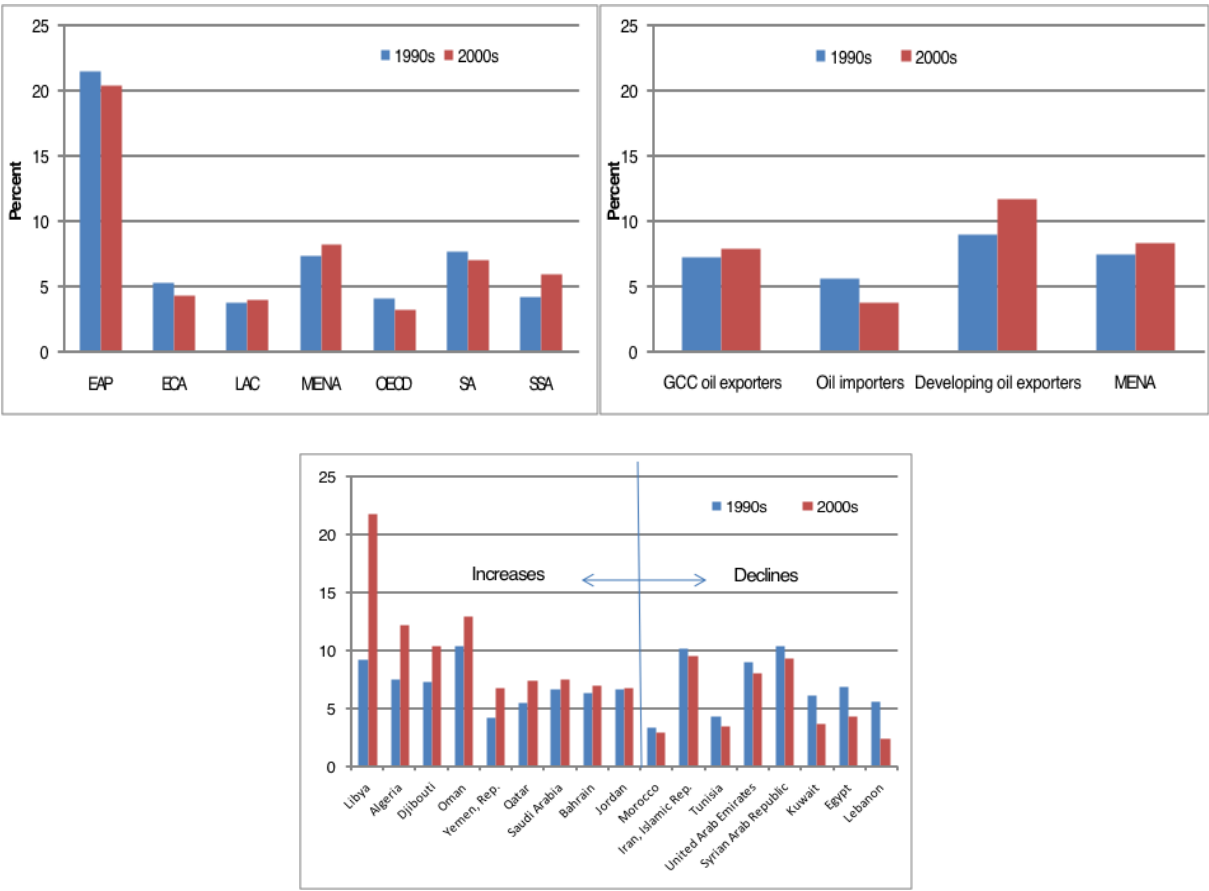 25
20
15
10
5
0
Percent
1990s 2000s
EAP ECA LAC MENA OECD SA SSA
25
20
15
10
5
0
Percent
1990s 2000s
GCC oil exporters Oil importers Developing oil exporters MENA
25
20
15
10
5
0
1990s 2000s
Increases Declines
Libya
Algeria
Djibouti
Oman
Yemen, Rep.
Qatar
Saudi Arabia
Bahrain
Jordan
Morocco
Iran, Islamic Rep.
Tunisia
United Arab Emirates
Syrian Arab Republic
Kuwait
Egypt
Lebanon